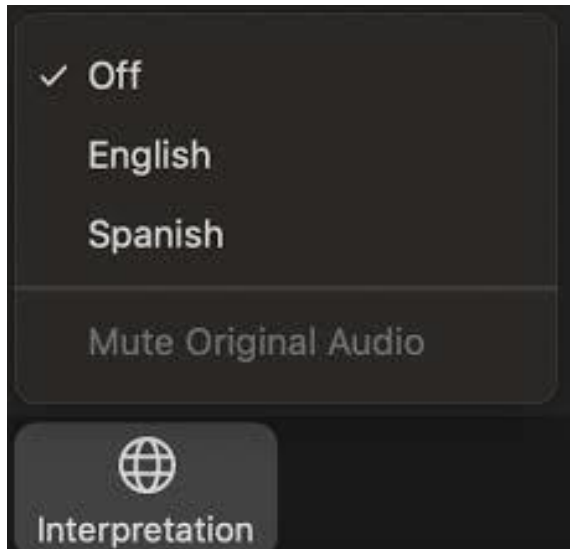 Off
English
Spanish
Mute Original Audio
Interpretation